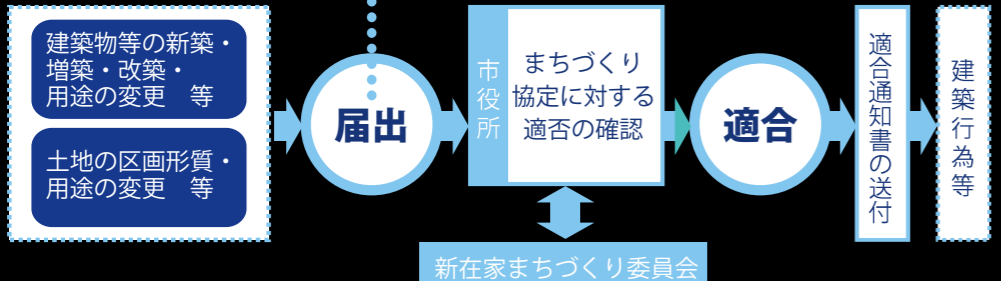 建築物等の新築・
増築・改築・
用途の変更　等
土地の区画形質・
用途の変更　等
届出
市役所
まちづくり
協定に対する
適否の確認
適合
適合通知書の送付
建築行為等
新在家まちづくり委員会